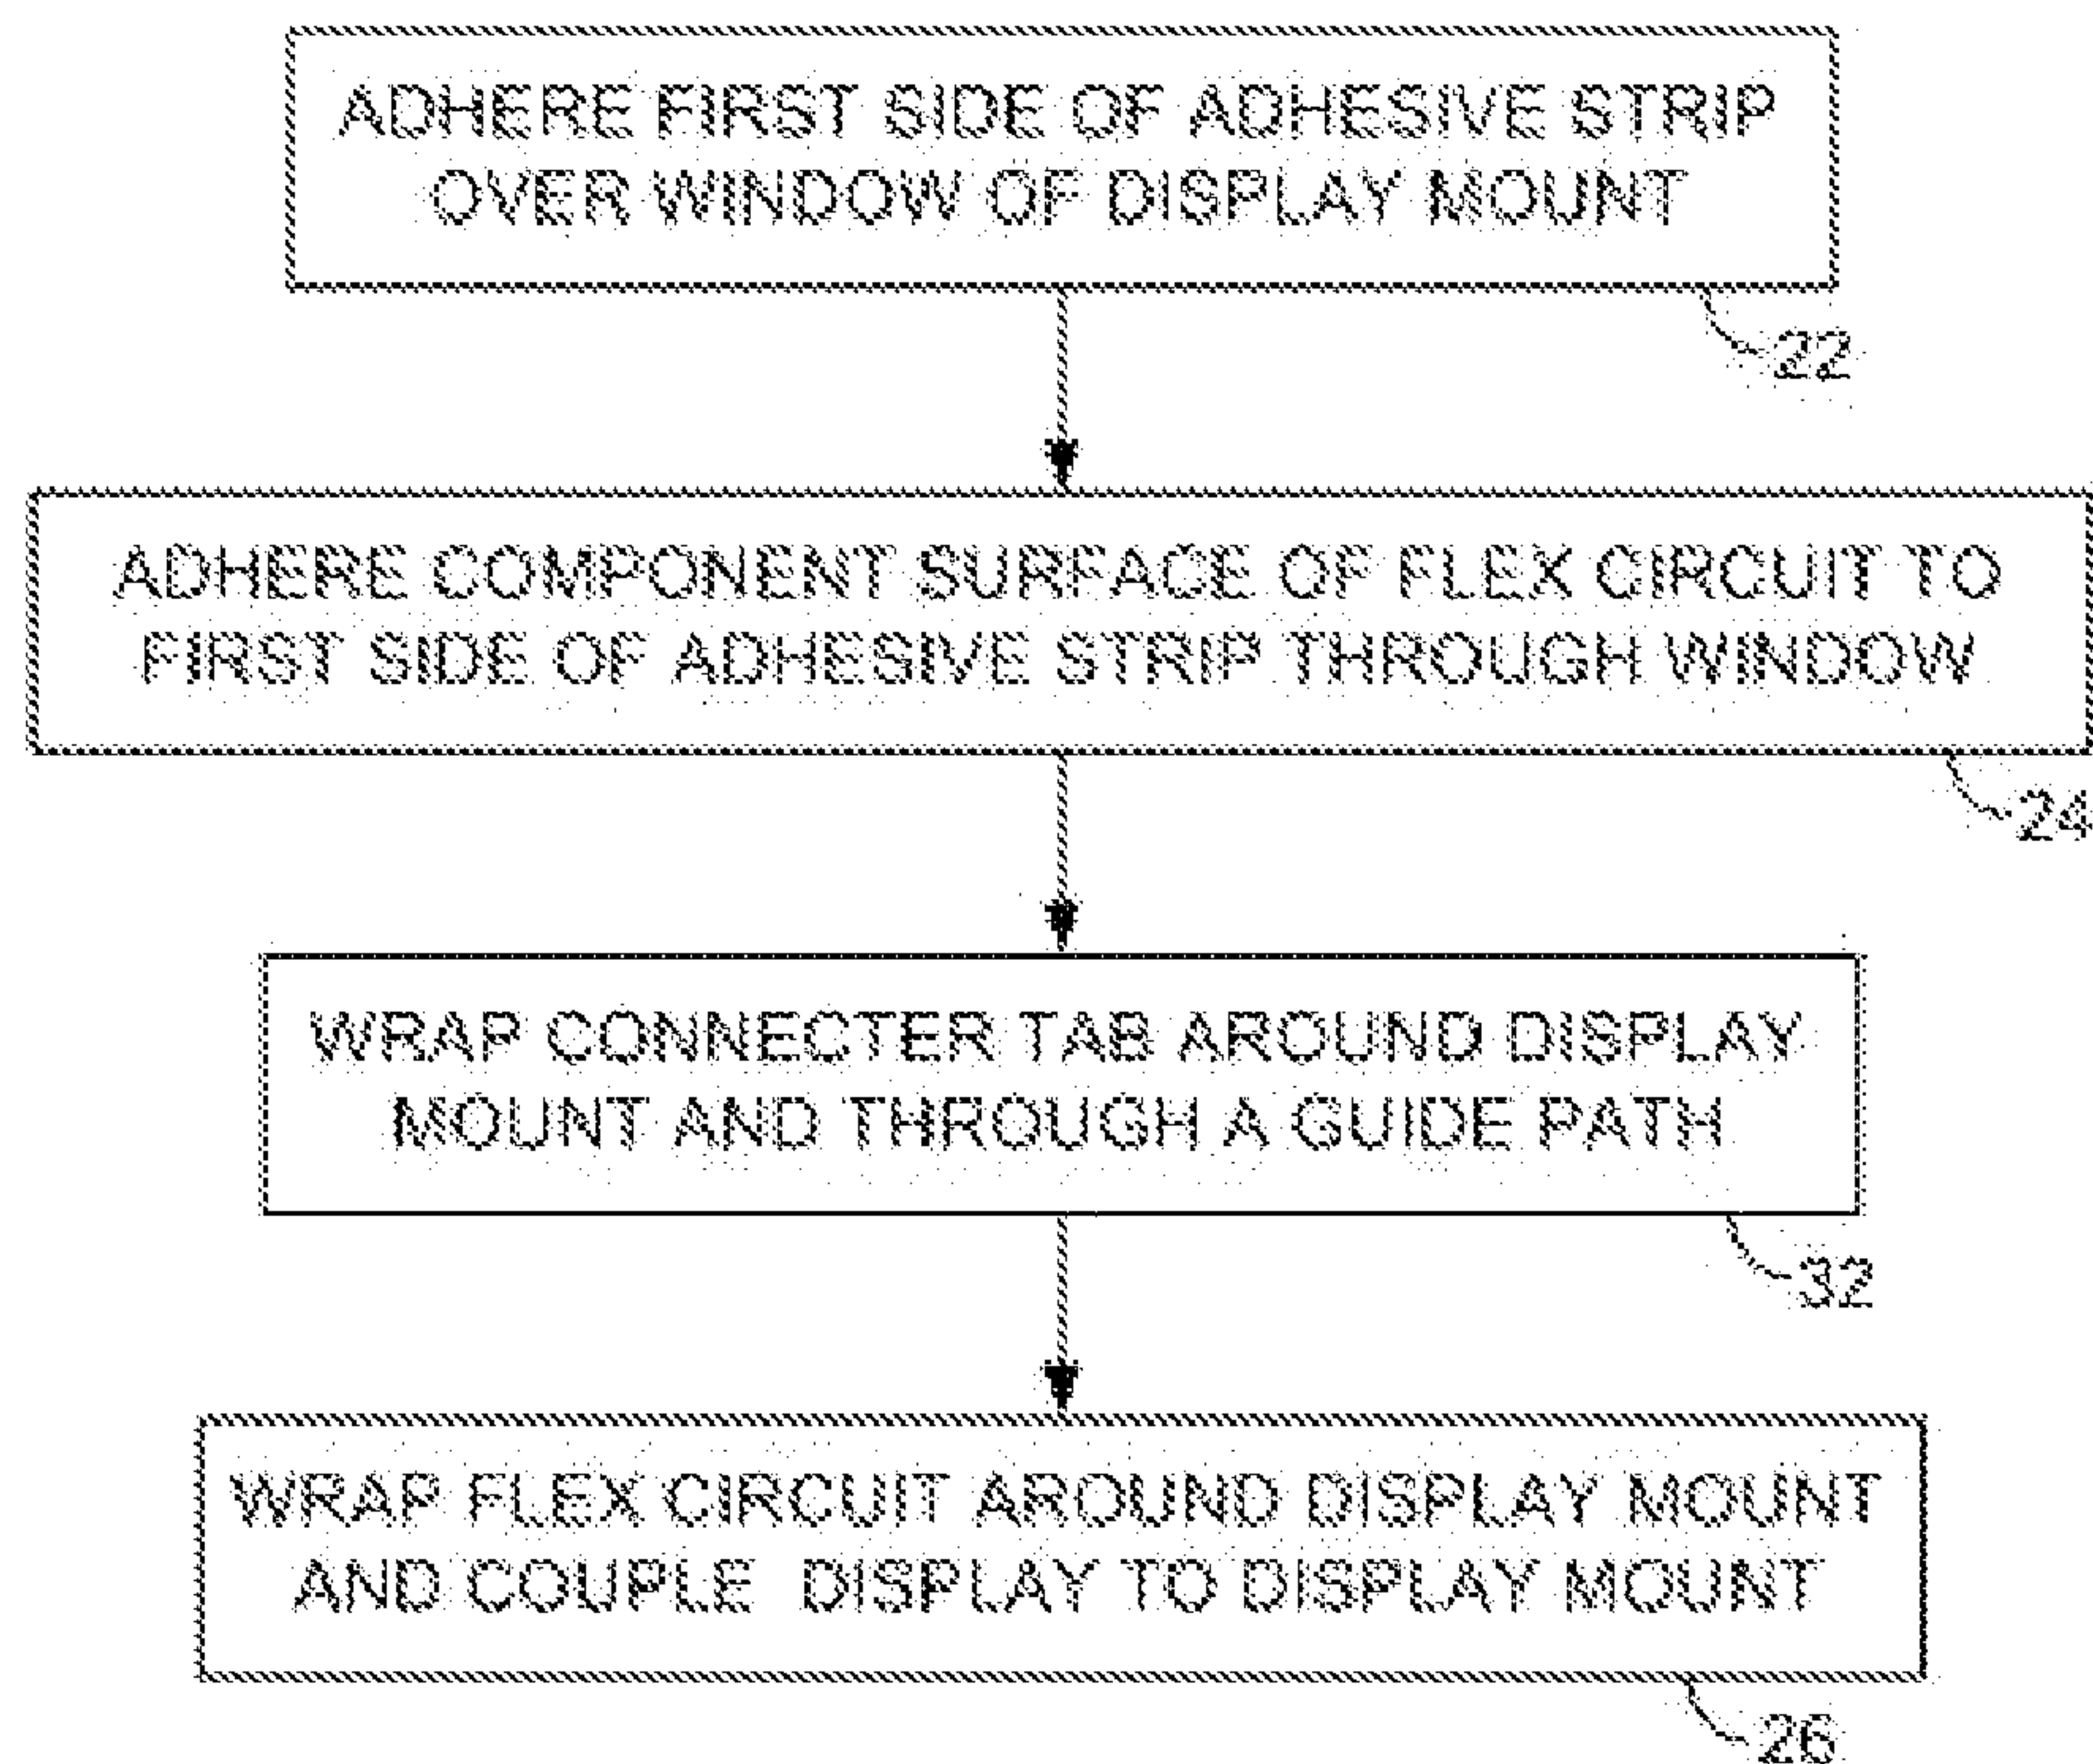 ADHERE FIRST SIDE OF ADHESIVE STRIP
OVER WINDOW OF DISPLAY MOUNT
22
ADHERE COMPONENT SURFACE OF FLEX CIRCUIT TO
FIRST SIDE OF ADHESIVE STRIP THROUGH WINDOW
24
WRAP CONNECTER TAB AROUND DISPLAY
MOUNT AND THROUGH A GUIDE PATH
32
WRAP FLEX CIRCUIT AROUND DISPLAY MOUNT
AND COUPLE DISPLAY TO DISPLAY MOUNT
26